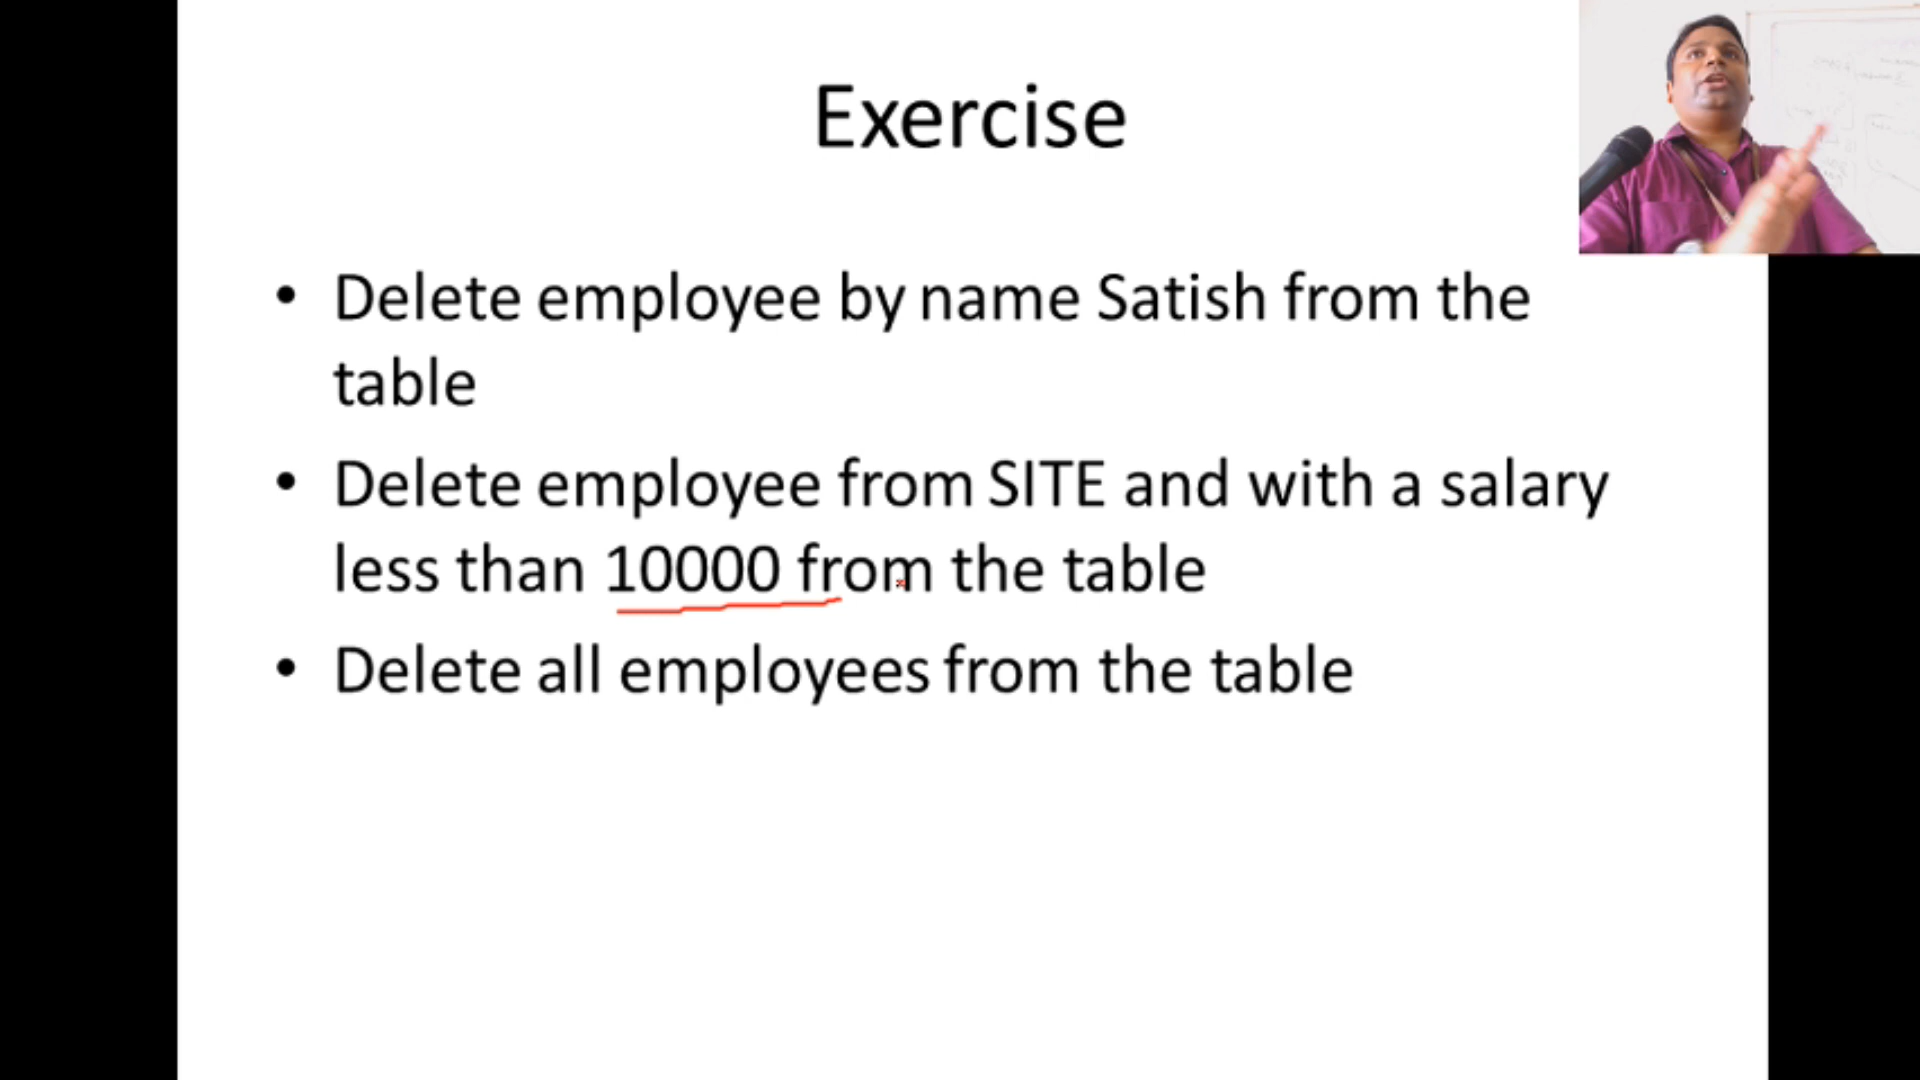 Exercise
• Delete employee by name Satish from the
table
• Delete employee from SITE and with a salary
less than 10000 from the table
• Delete all employees from the table